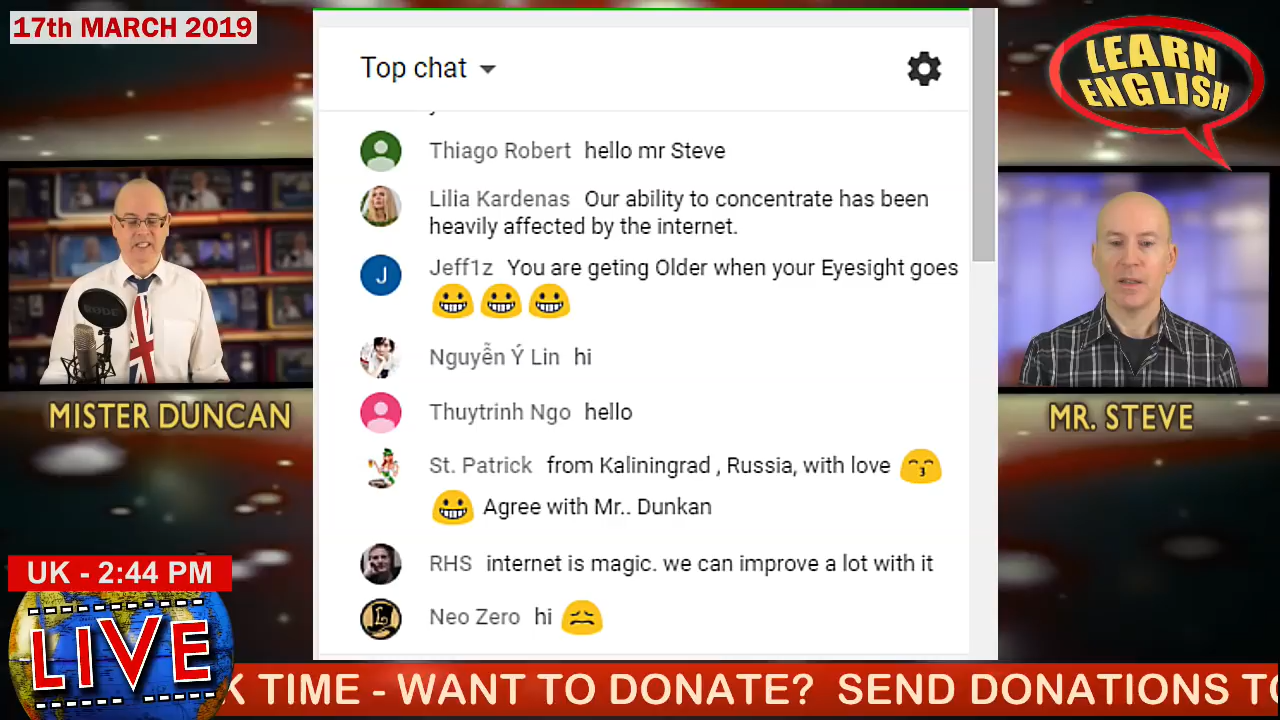 17th MARCH 2019
LEARN
ENGLISH
Top chat
Thiago Robert hello mr Steve
Lilia Kardenas Our ability to concentrate has been
heavily affected by the internet.
Jeff1z You are geting Older when your Eyesight goes
J
Nguyễn Ý Lin hi
Thuytrinh Ngo hello
St. Patrick from Kaliningrad , Russia, with love
Agree with Mr.. Dunkan
RHS internet is magic. we can improve a lot with it
Neo Zero hi
MISTER DUNCAN
MR. STEVE
UK - 2:44 PM
LIVE
K TIME - WANT TO DONATE? SEND DONATIONS TO